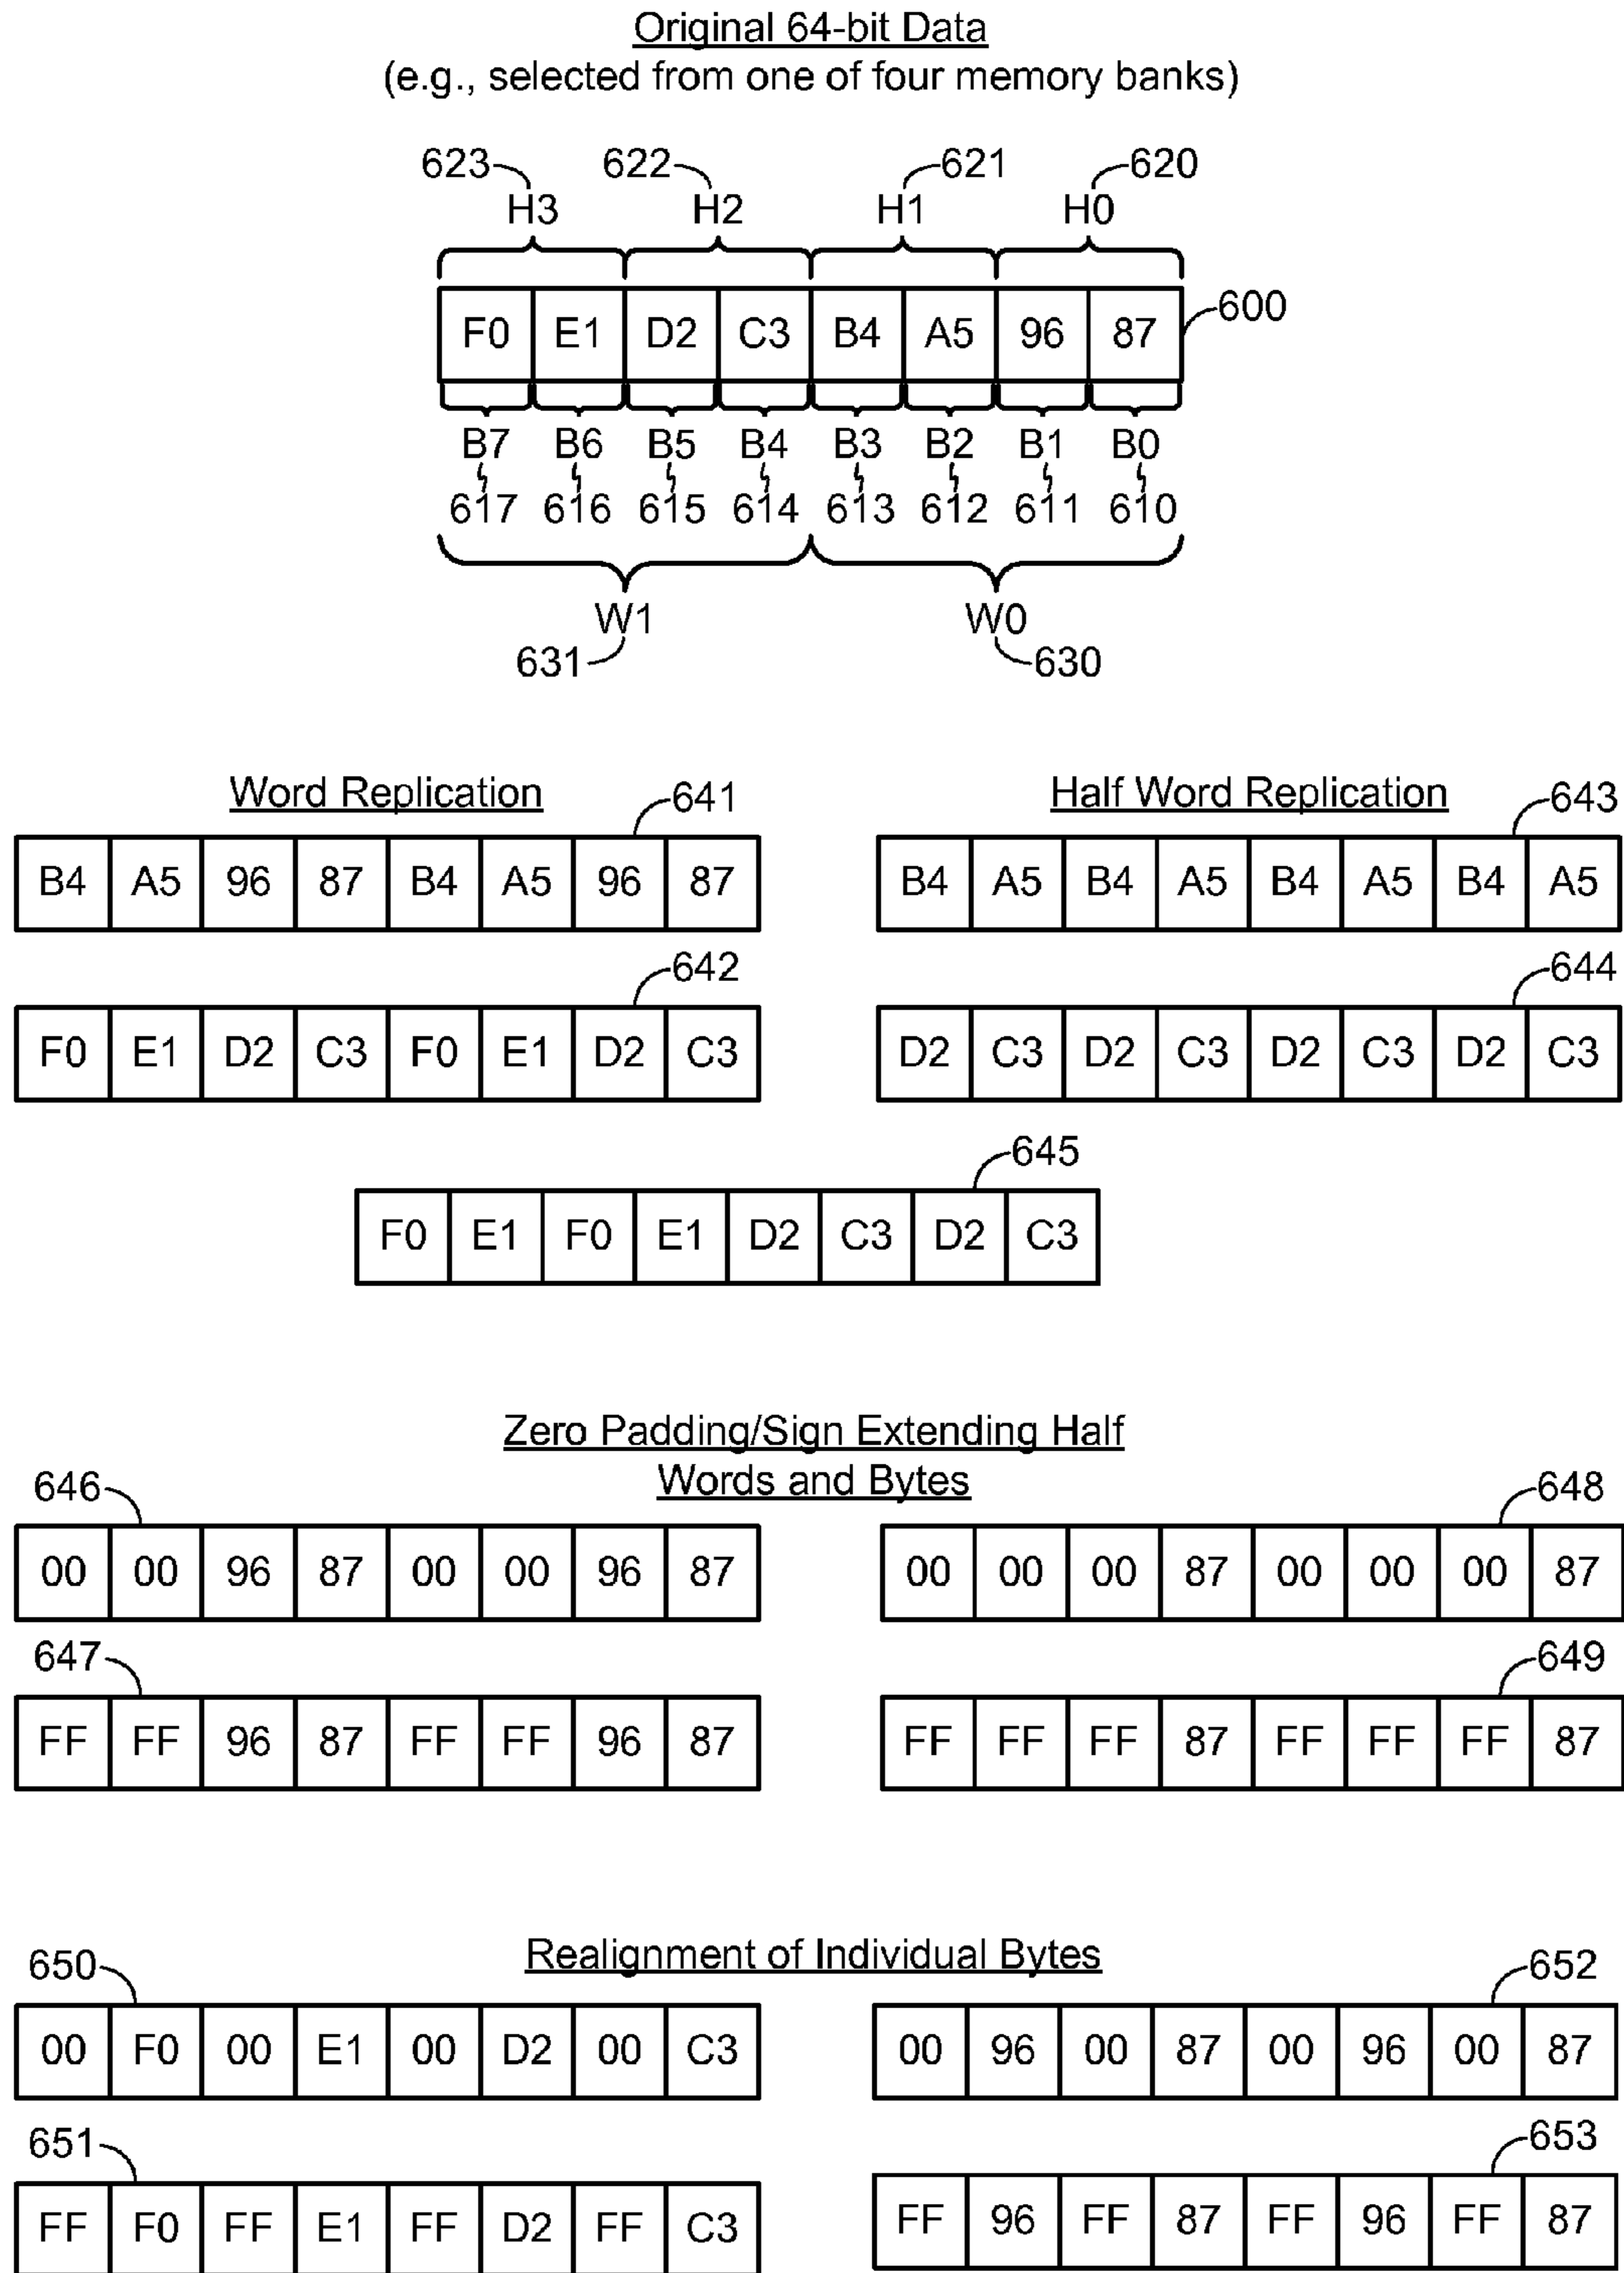 Original 64-bit Data
(e.g., selected from one of four memory banks)
623 622 621 620
H3 H2 H1 H0
600
F0 E1 D2 C3 B4 A5 96 87
B7 B6 B5 B4 B3 B2 B1 B0
617 616 615 614 613 612 611 610
W1 W0
631 630
Word Replication
641
B4 A5 96 87 B4 A5 96 87
642
F0 E1 D2 C3 F0 E1 D2 C3
Half Word Replication
643
B4 A5 B4 A5 B4 A5 B4 A5
644
D2 C3 D2 C3 D2 C3 D2 C3
645
F0 E1 F0 E1 D2 C3 D2 C3
Zero Padding/Sign Extending Half
Words and Bytes
646
00 00 96 87 00 00 96 87
647
FF FF 96 87 FF FF 96 87
648
00 00 00 87 00 00 00 87
649
FF FF FF 87 FF FF FF 87
Realignment of Individual Bytes
650
00 F0 00 E1 00 D2 00 C3
651
FF F0 FF E1 FF D2 FF C3
652
00 96 00 87 00 96 00 87
653
FF 96 FF 87 FF 96 FF 87